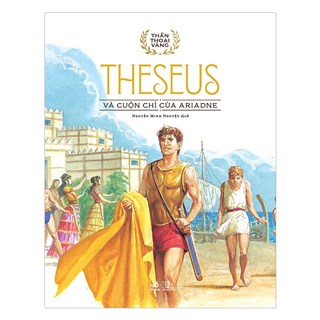 THẦN
THOẠI
VÀNG
THESEUS
VÀ CUỘN CHỈ CỦA ARIADNE
Nguyễn Minh Nguyệt dịch